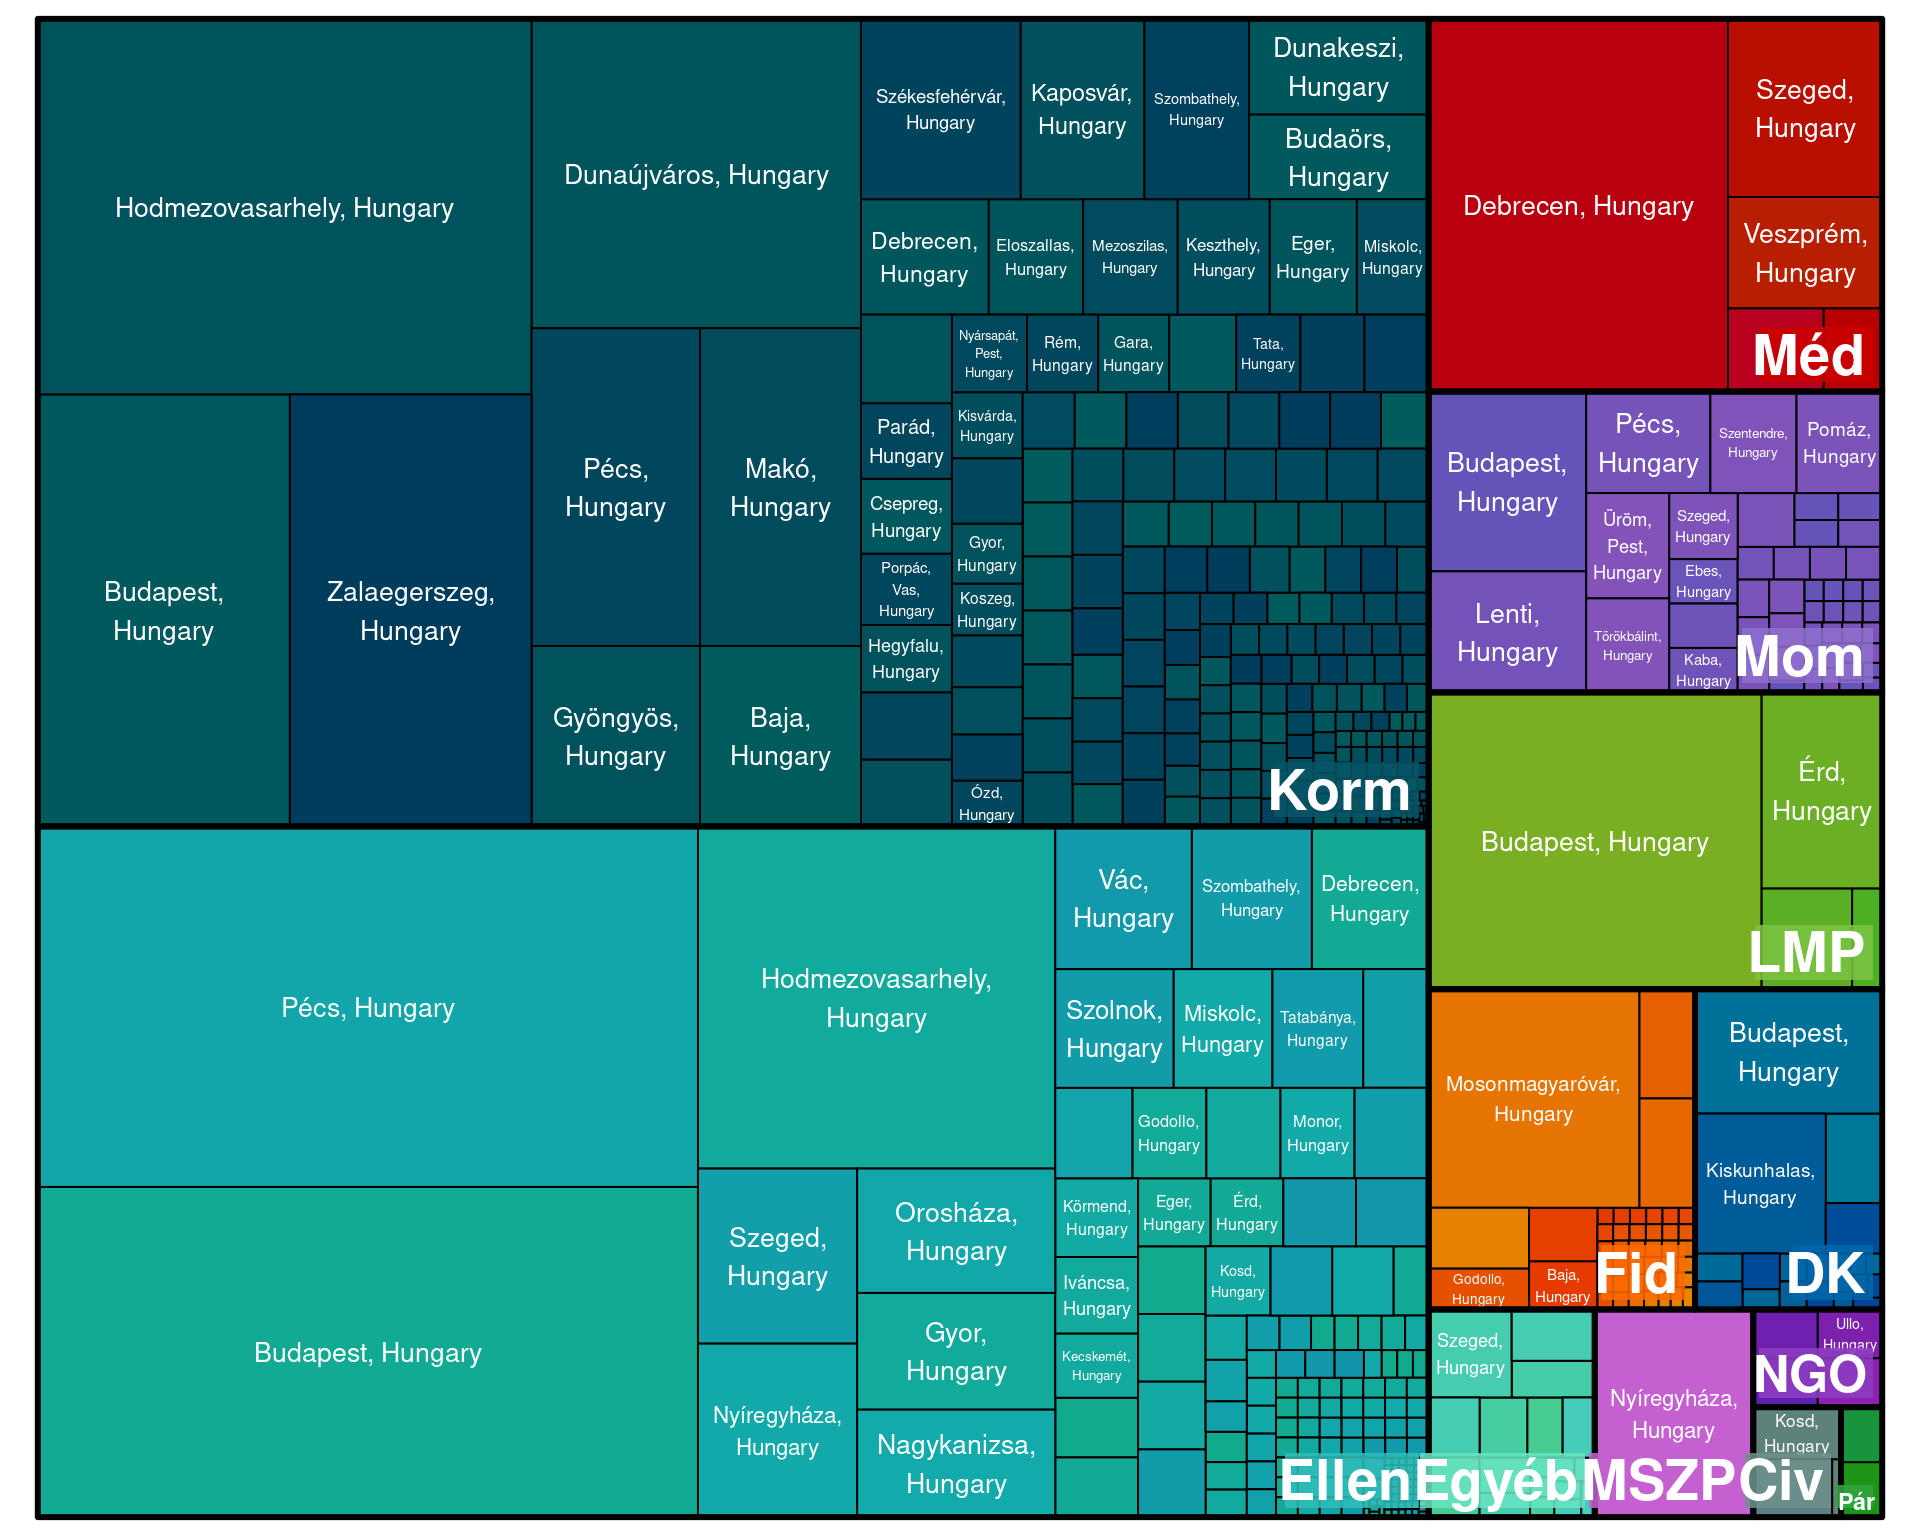 Hodmezovasarhely, Hungary
Dunaújváros, Hungary
Székesfehérvár,
Hungary
Kaposvár,
Hungary
Szombathely,
Hungary
Dunakeszi,
Hungary
Budaörs,
Hungary
Debrecen,
Hungary
Eloszallas,
Hungary
Mezoszilas,
Hungary
Keszthely,
Hungary
Eger,
Hungary
Miskolc,
Hungary
Nyársapát,
Pest,
Hungary
Rém,
Hungary
Gara,
Hungary
Tata,
Hungary
Budapest,
Hungary
Zalaegerszeg,
Hungary
Pécs,
Hungary
Makó,
Hungary
Gyöngyös,
Hungary
Baja,
Hungary
Parád,
Hungary
Kisvárda,
Hungary
Csepreg,
Hungary
Gyor,
Hungary
Porpác,
Vas,
Hungary
Koszeg,
Hungary
Hegyfalu,
Hungary
Ózd,
Hungary
Korm
Debrecen, Hungary
Szeged,
Hungary
Veszprém,
Hungary
Méd
Budapest,
Hungary
Pécs,
Hungary
Szentendre,
Hungary
Pomáz,
Hungary
Lenti,
Hungary
Üröm,
Pest,
Hungary
Szeged,
Hungary
Ebes,
Hungary
Törökbálint,
Hungary
Kaba,
Hungary
Mom
Budapest, Hungary
Érd,
Hungary
LMP
Pécs, Hungary
Budapest, Hungary
Hodmezovasarhely,
Hungary
Szeged,
Hungary
Orosháza,
Hungary
Gyor,
Hungary
Nyíregyháza,
Hungary
Nagykanizsa,
Hungary
Vác,
Hungary
Szombathely,
Hungary
Debrecen,
Hungary
Szolnok,
Hungary
Miskolc,
Hungary
Tatabánya,
Hungary
Godollo,
Hungary
Monor,
Hungary
Körmend,
Hungary
Eger,
Hungary
Érd,
Hungary
Iváncsa,
Hungary
Kosd,
Hungary
Kecskemét,
Hungary
Ellen
Mosonmagyaróvár,
Hungary
Godollo,
Hungary
Baja,
Hungary
Fid
Budapest,
Hungary
Kiskunhalas,
Hungary
DK
Szeged,
Hungary
Egyéb
Nyíregyháza,
Hungary
MSZP
Ullo,
Hungary
NGO
Kosd,
Hungary
Civ
Pár